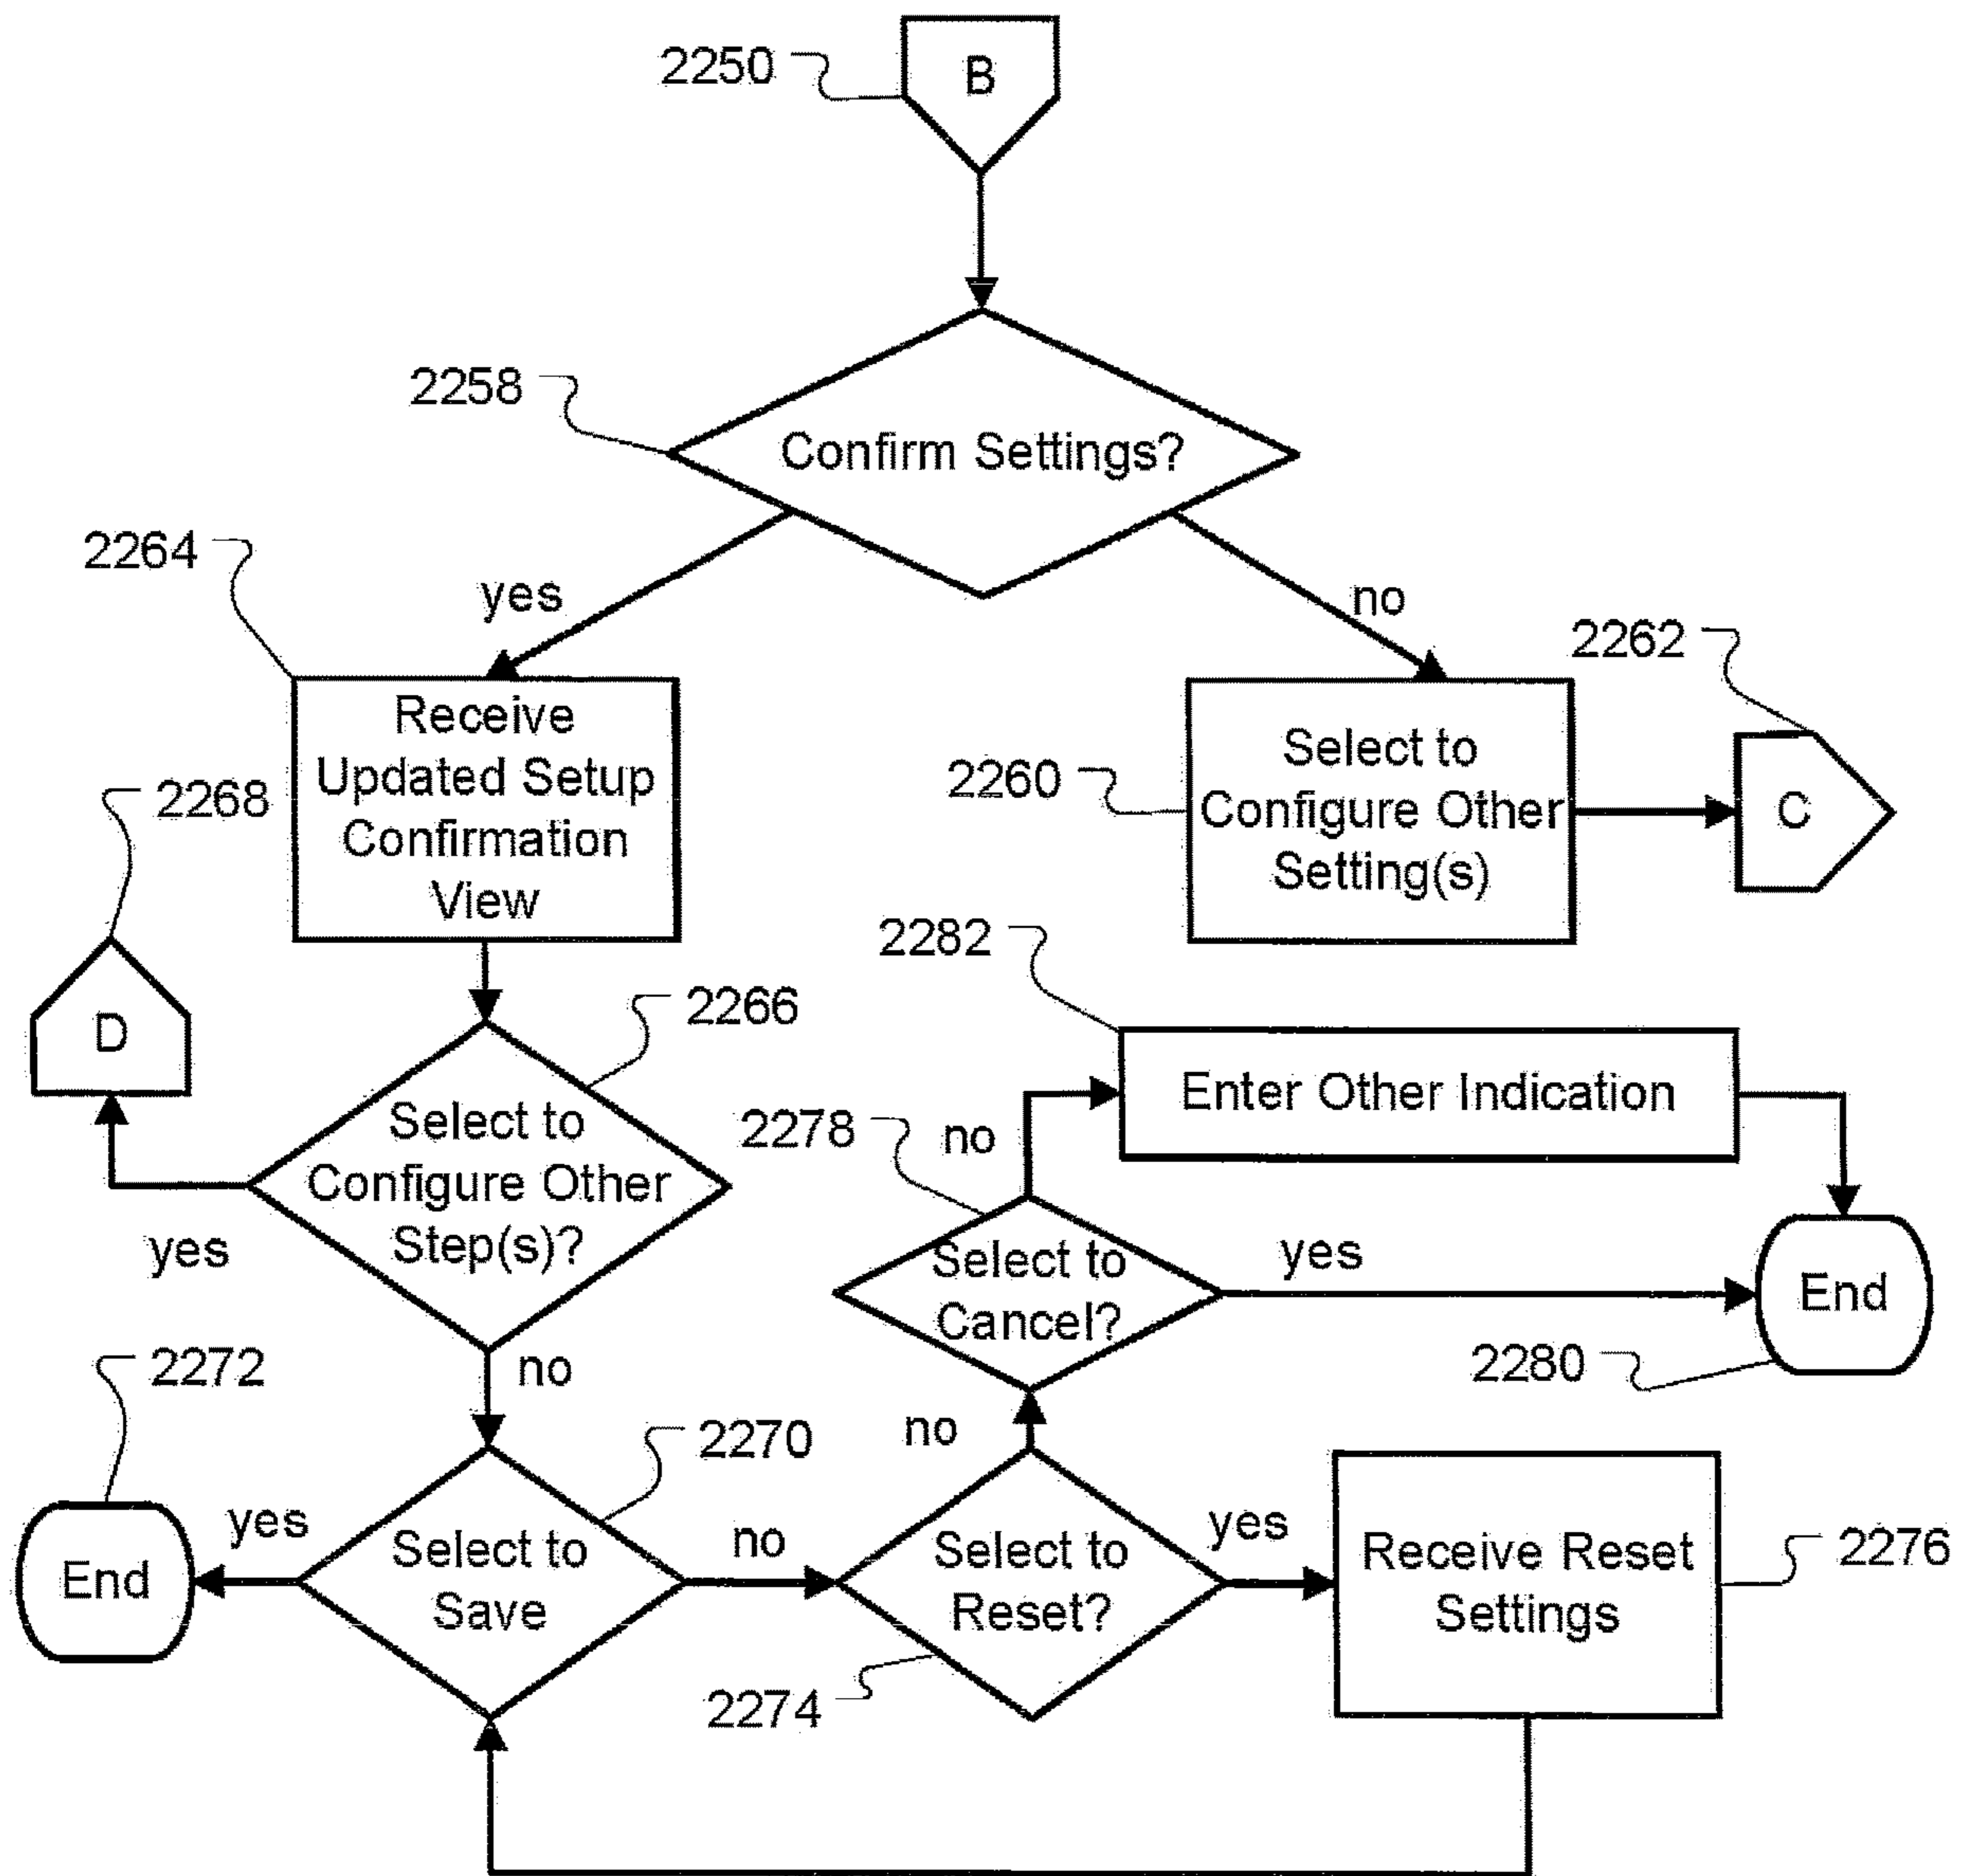 2250
B
2258
Confirm Settings?
2264
yes
no
2262
Receive
Updated Setup
Confirmation
View
2260
Select to
Configure Other
Setting(s)
C
2268
D
2266
2282
Select to
Configure Other
Step(s)?
yes
no
2278
no
Enter Other Indication
Select to
Cancel?
yes
End
2280
2272
End
yes
2270
Select to
Save
no
no
Select to
Reset?
2274
yes
Receive Reset
Settings
2276